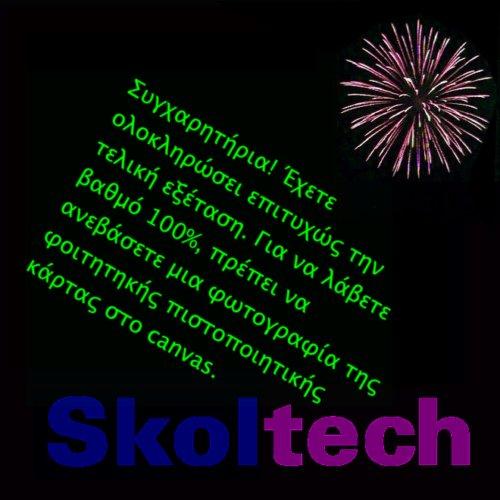 Συγχαρητήρια! Έχετε
ολοκληρώσει επιτυχώς την
τελική εξέταση. Για να λάβετε
βαθμό 100%, πρέπει να
ανεβάσετε μια φωτογραφία της
φοιτητηκής πιστοποιητικής
κάρτας στο canvas.
Skoltech